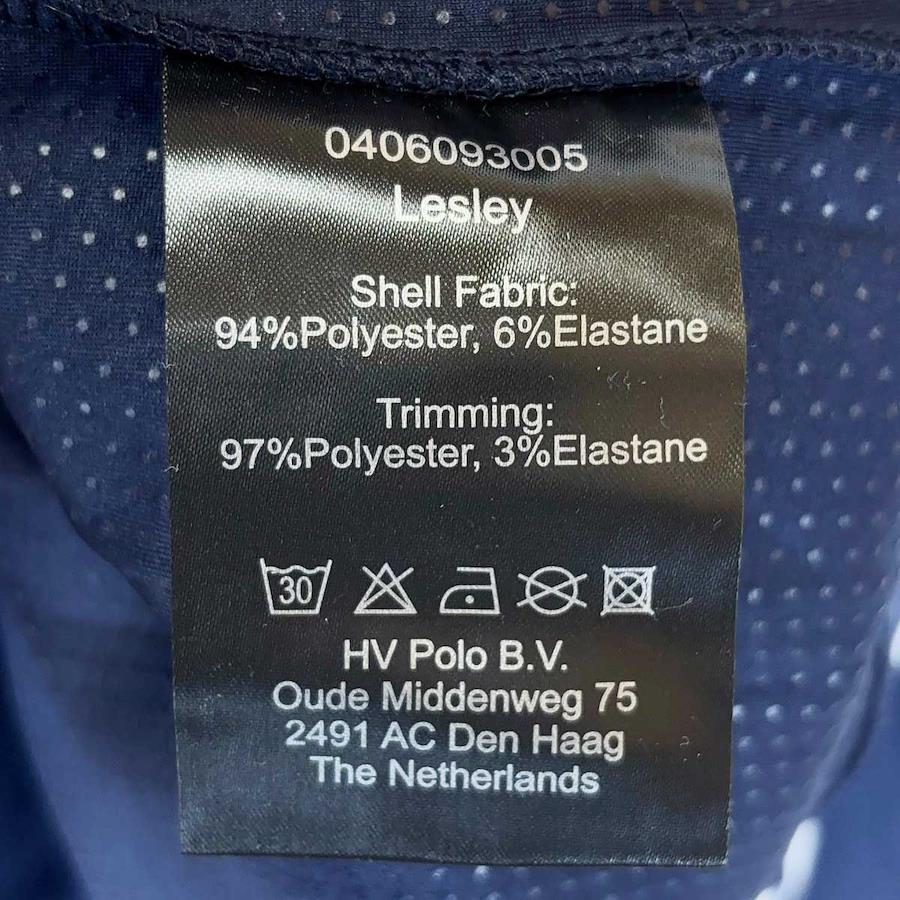 0406093005
Lesley
Shell Fabric:
94%Polyester, 6%Elastane
Trimming:
97%Polyester, 3%Elastane
30
HV Polo B.V.
Oude Middenweg 75
2491 AC Den Haag
The Netherlands